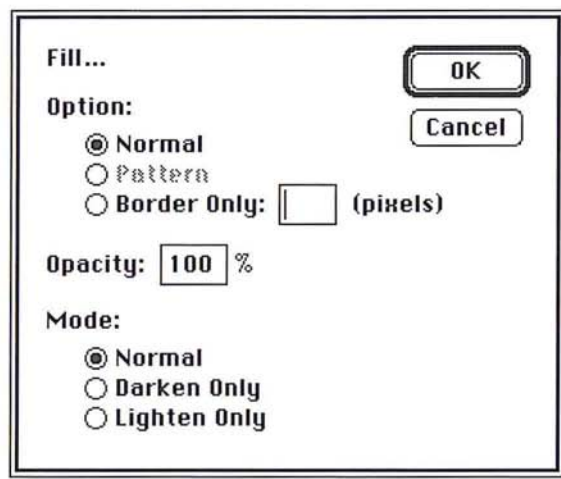 Fill...
OK
Option:
Cancel
Normal
Pattern
Border Only: (pixels)
Opacity: 100 %
Mode:
Normal
Darken Only
Lighten Only